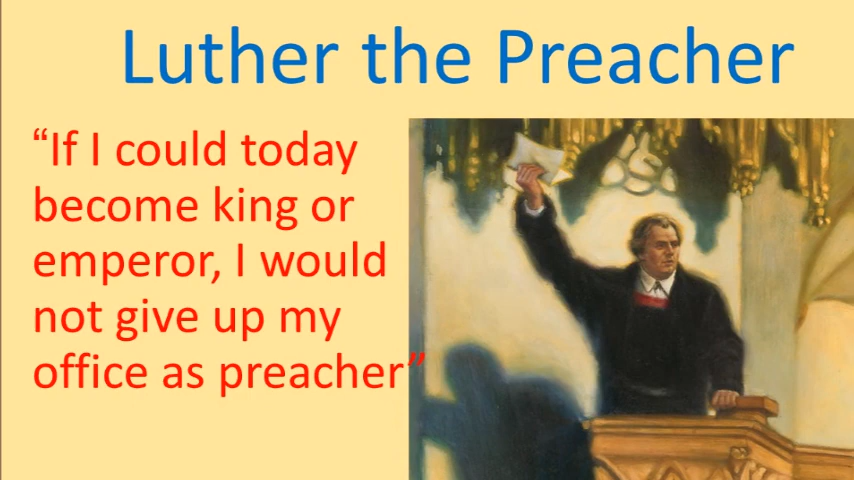 Luther the Preacher
“If I could today
become king or
emperor, I would
not give up my
office as preacher”